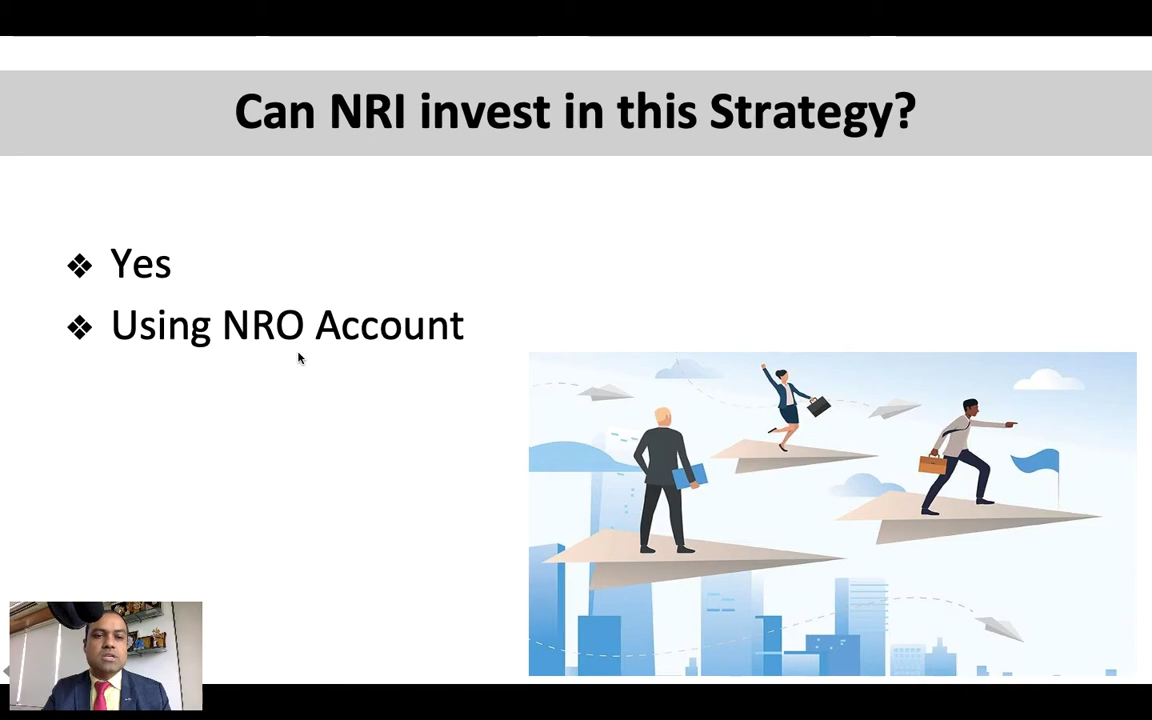 Can NRI invest in this Strategy?
Yes
Using NRO Account